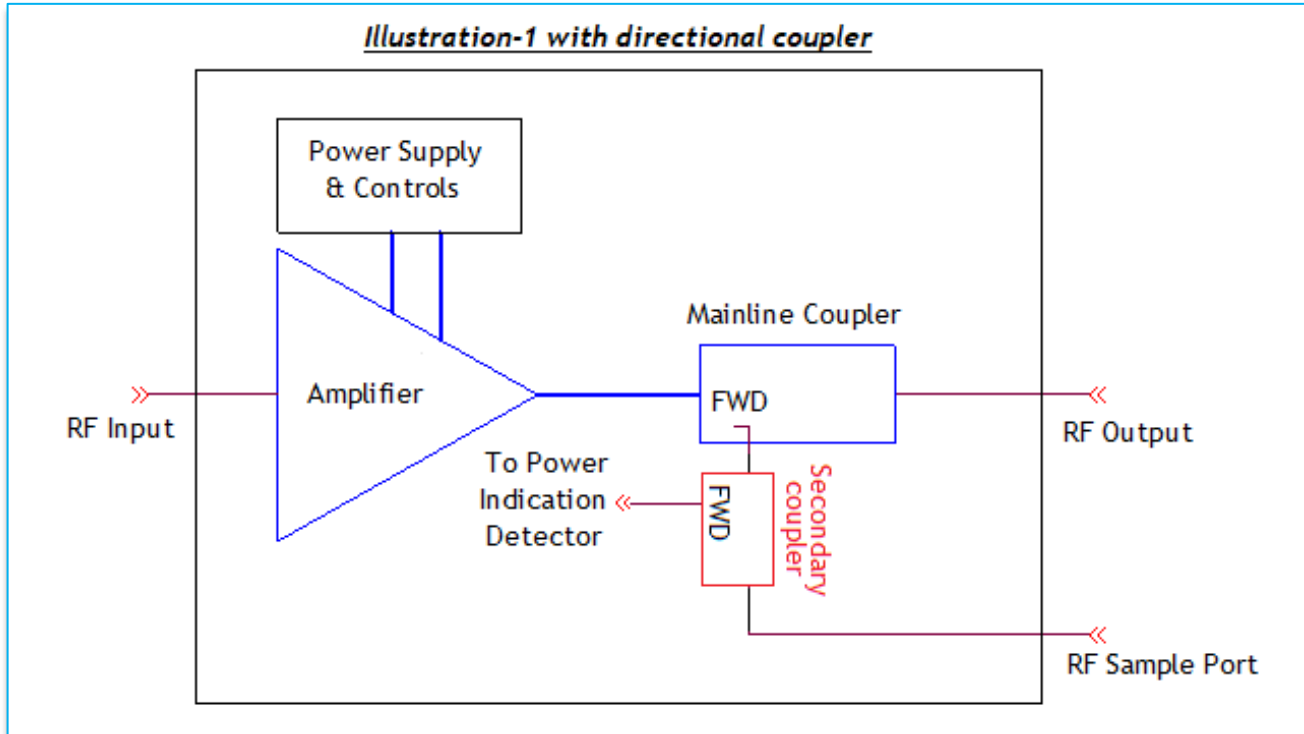 Illustration-1 with directional coupler
Power Supply
& Controls
Mainline Coupler
Amplifier
FWD
RF Input
RF Output
To Power
Indication
Detector
FWD
Secondary
coupler
RF Sample Port